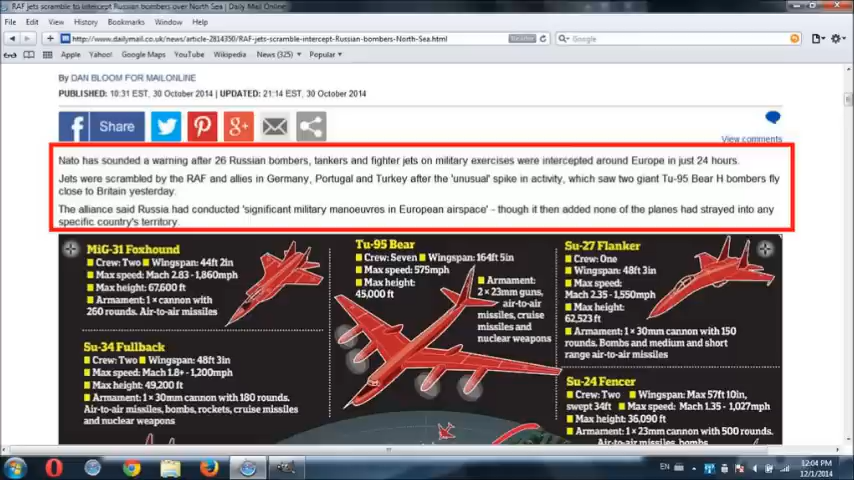 RAF jets scramble to intercept Russian bombers over North Sea | Daily Mail Online
File Edit View History Bookmarks Window Help
http://www.dailymail.co.uk/news/article-2814350/RAF-jets-scramble-intercept-Russian-bombers-North-Sea.html
Reader
Google
Apple Yahoo! Google Maps YouTube Wikipedia News (325) Popular
By DAN BLOOM FOR MAILONLINE
PUBLISHED: 10:31 EST, 30 October 2014 | UPDATED: 21:14 EST, 30 October 2014
Share
View comments
Nato has sounded a warning after 26 Russian bombers, tankers and fighter jets on military exercises were intercepted around Europe in just 24 hours.
Jets were scrambled by the RAF and allies in Germany, Portugal and Turkey after the 'unusual' spike in activity, which saw two giant Tu-95 Bear H bombers fly
close to Britain yesterday.
The alliance said Russia had conducted 'significant military manoeuvres in European airspace' - though it then added none of the planes had strayed into any
specific country's territory.
MiG-31 Foxhound
Crew: Two Wingspan: 44ft 2in
Max speed: Mach 2.83 - 1,860mph
Max height: 67,600 ft
Armament: 1 × cannon with
260 rounds. Air-to-air missiles
Su-34 Fullback
Crew: Two Wingspan: 48ft 3in
Max speed: Mach 1.8+ - 1,200mph
Max height: 49,200 ft
Armament: 1 × 30mm cannon with 180 rounds.
Air-to-air missiles, bombs, rockets, cruise missiles
and nuclear weapons
Tu-95 Bear
Crew: Seven Wingspan: 164ft 5in
Max speed: 575mph
Max height:
45,000 ft
Armament:
2 × 23mm guns,
air-to-air
missiles, cruise
missiles and
nuclear weapons
Su-27 Flanker
Crew: One
Wingspan: 48ft 3in
Max speed:
Mach 2.35 - 1,550mph
Max height:
62,523 ft
Armament: 1 × 30mm cannon with 150
rounds. Bombs and medium and short
range air-to-air missiles
Su-24 Fencer
Crew: Two Wingspan: Max 57ft 10in,
swept 34ft Max speed: Mach 1.35 - 1,027mph
Max height: 36,090 ft
Armament: 1 × 23mm cannon with 500 rounds.
Air-to-air missiles, bombs,
EN
12:04 PM
12/1/2014